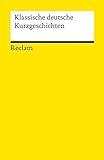 Klassische deutsche
Kurzgeschichten
Reclam